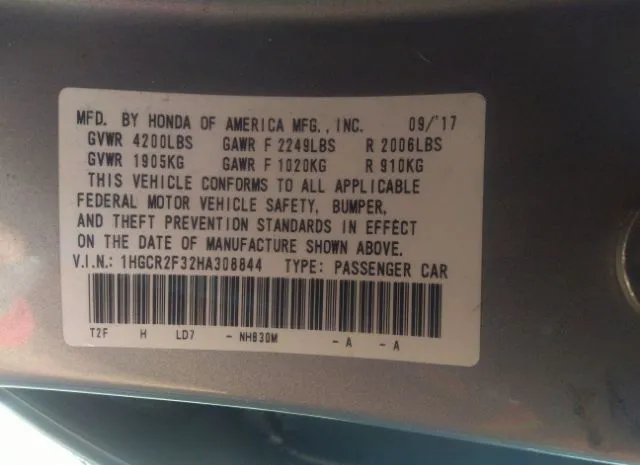 MFD. BY HONDA OF AMERICA MFG., INC. 09/'17
GVWR 4200LBS GAWR F 2249LBS R 2006LBS
GVWR 1905KG GAWR F 1020KG R 910KG
THIS VEHICLE CONFORMS TO ALL APPLICABLE
FEDERAL MOTOR VEHICLE SAFETY, BUMPER,
AND THEFT PREVENTION STANDARDS IN EFFECT
ON THE DATE OF MANUFACTURE SHOWN ABOVE.
V.I.N.: 1HGCR2F32HA308844 TYPE: PASSENGER CAR
T2F H LD7 - NH830M - A - A